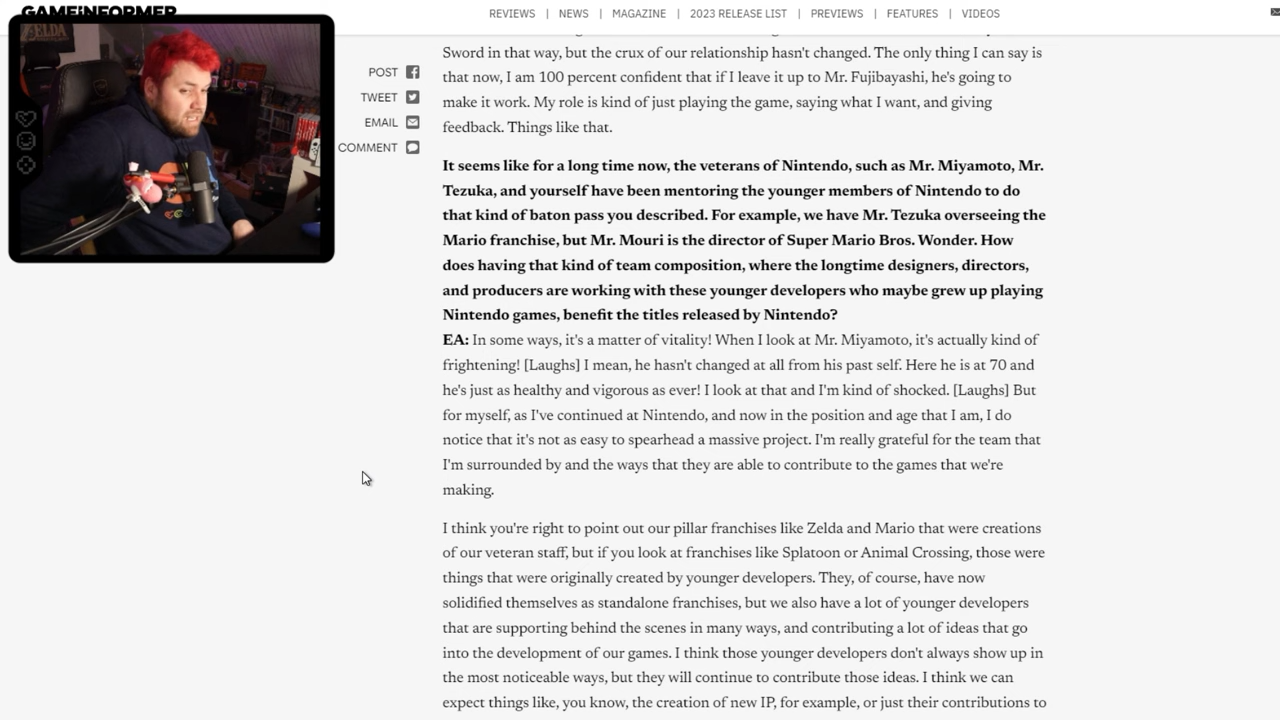 GAMEINFORMER
REVIEWS | NEWS | MAGAZINE | 2023 RELEASE LIST | PREVIEWS | FEATURES | VIDEOS
ZELDA
POST
TWEET
EMAIL
COMMENT
Sword in that way, but the crux of our relationship hasn't changed. The only thing I can say is
that now, I am 100 percent confident that if I leave it up to Mr. Fujibayashi, he's going to
make it work. My role is kind of just playing the game, saying what I want, and giving
feedback. Things like that.
It seems like for a long time now, the veterans of Nintendo, such as Mr. Miyamoto, Mr.
Tezuka, and yourself have been mentoring the younger members of Nintendo to do
that kind of baton pass you described. For example, we have Mr. Tezuka overseeing the
Mario franchise, but Mr. Mouri is the director of Super Mario Bros. Wonder. How
does having that kind of team composition, where the longtime designers, directors,
and producers are working with these younger developers who maybe grew up playing
Nintendo games, benefit the titles released by Nintendo?
EA: In some ways, it's a matter of vitality! When I look at Mr. Miyamoto, it's actually kind of
frightening! [Laughs] I mean, he hasn't changed at all from his past self. Here he is at 70 and
he's just as healthy and vigorous as ever! I look at that and I'm kind of shocked. [Laughs] But
for myself, as I've continued at Nintendo, and now in the position and age that I am, I do
notice that it's not as easy to spearhead a massive project. I'm really grateful for the team that
I'm surrounded by and the ways that they are able to contribute to the games that we're
making.
I think you're right to point out our pillar franchises like Zelda and Mario that were creations
of our veteran staff, but if you look at franchises like Splatoon or Animal Crossing, those were
things that were originally created by younger developers. They, of course, have now
solidified themselves as standalone franchises, but we also have a lot of younger developers
that are supporting behind the scenes in many ways, and contributing a lot of ideas that go
into the development of our games. I think those younger developers don't always show up in
the most noticeable ways, but they will continue to contribute those ideas. I think we can
expect things like, you know, the creation of new IP, for example, or just their contributions to